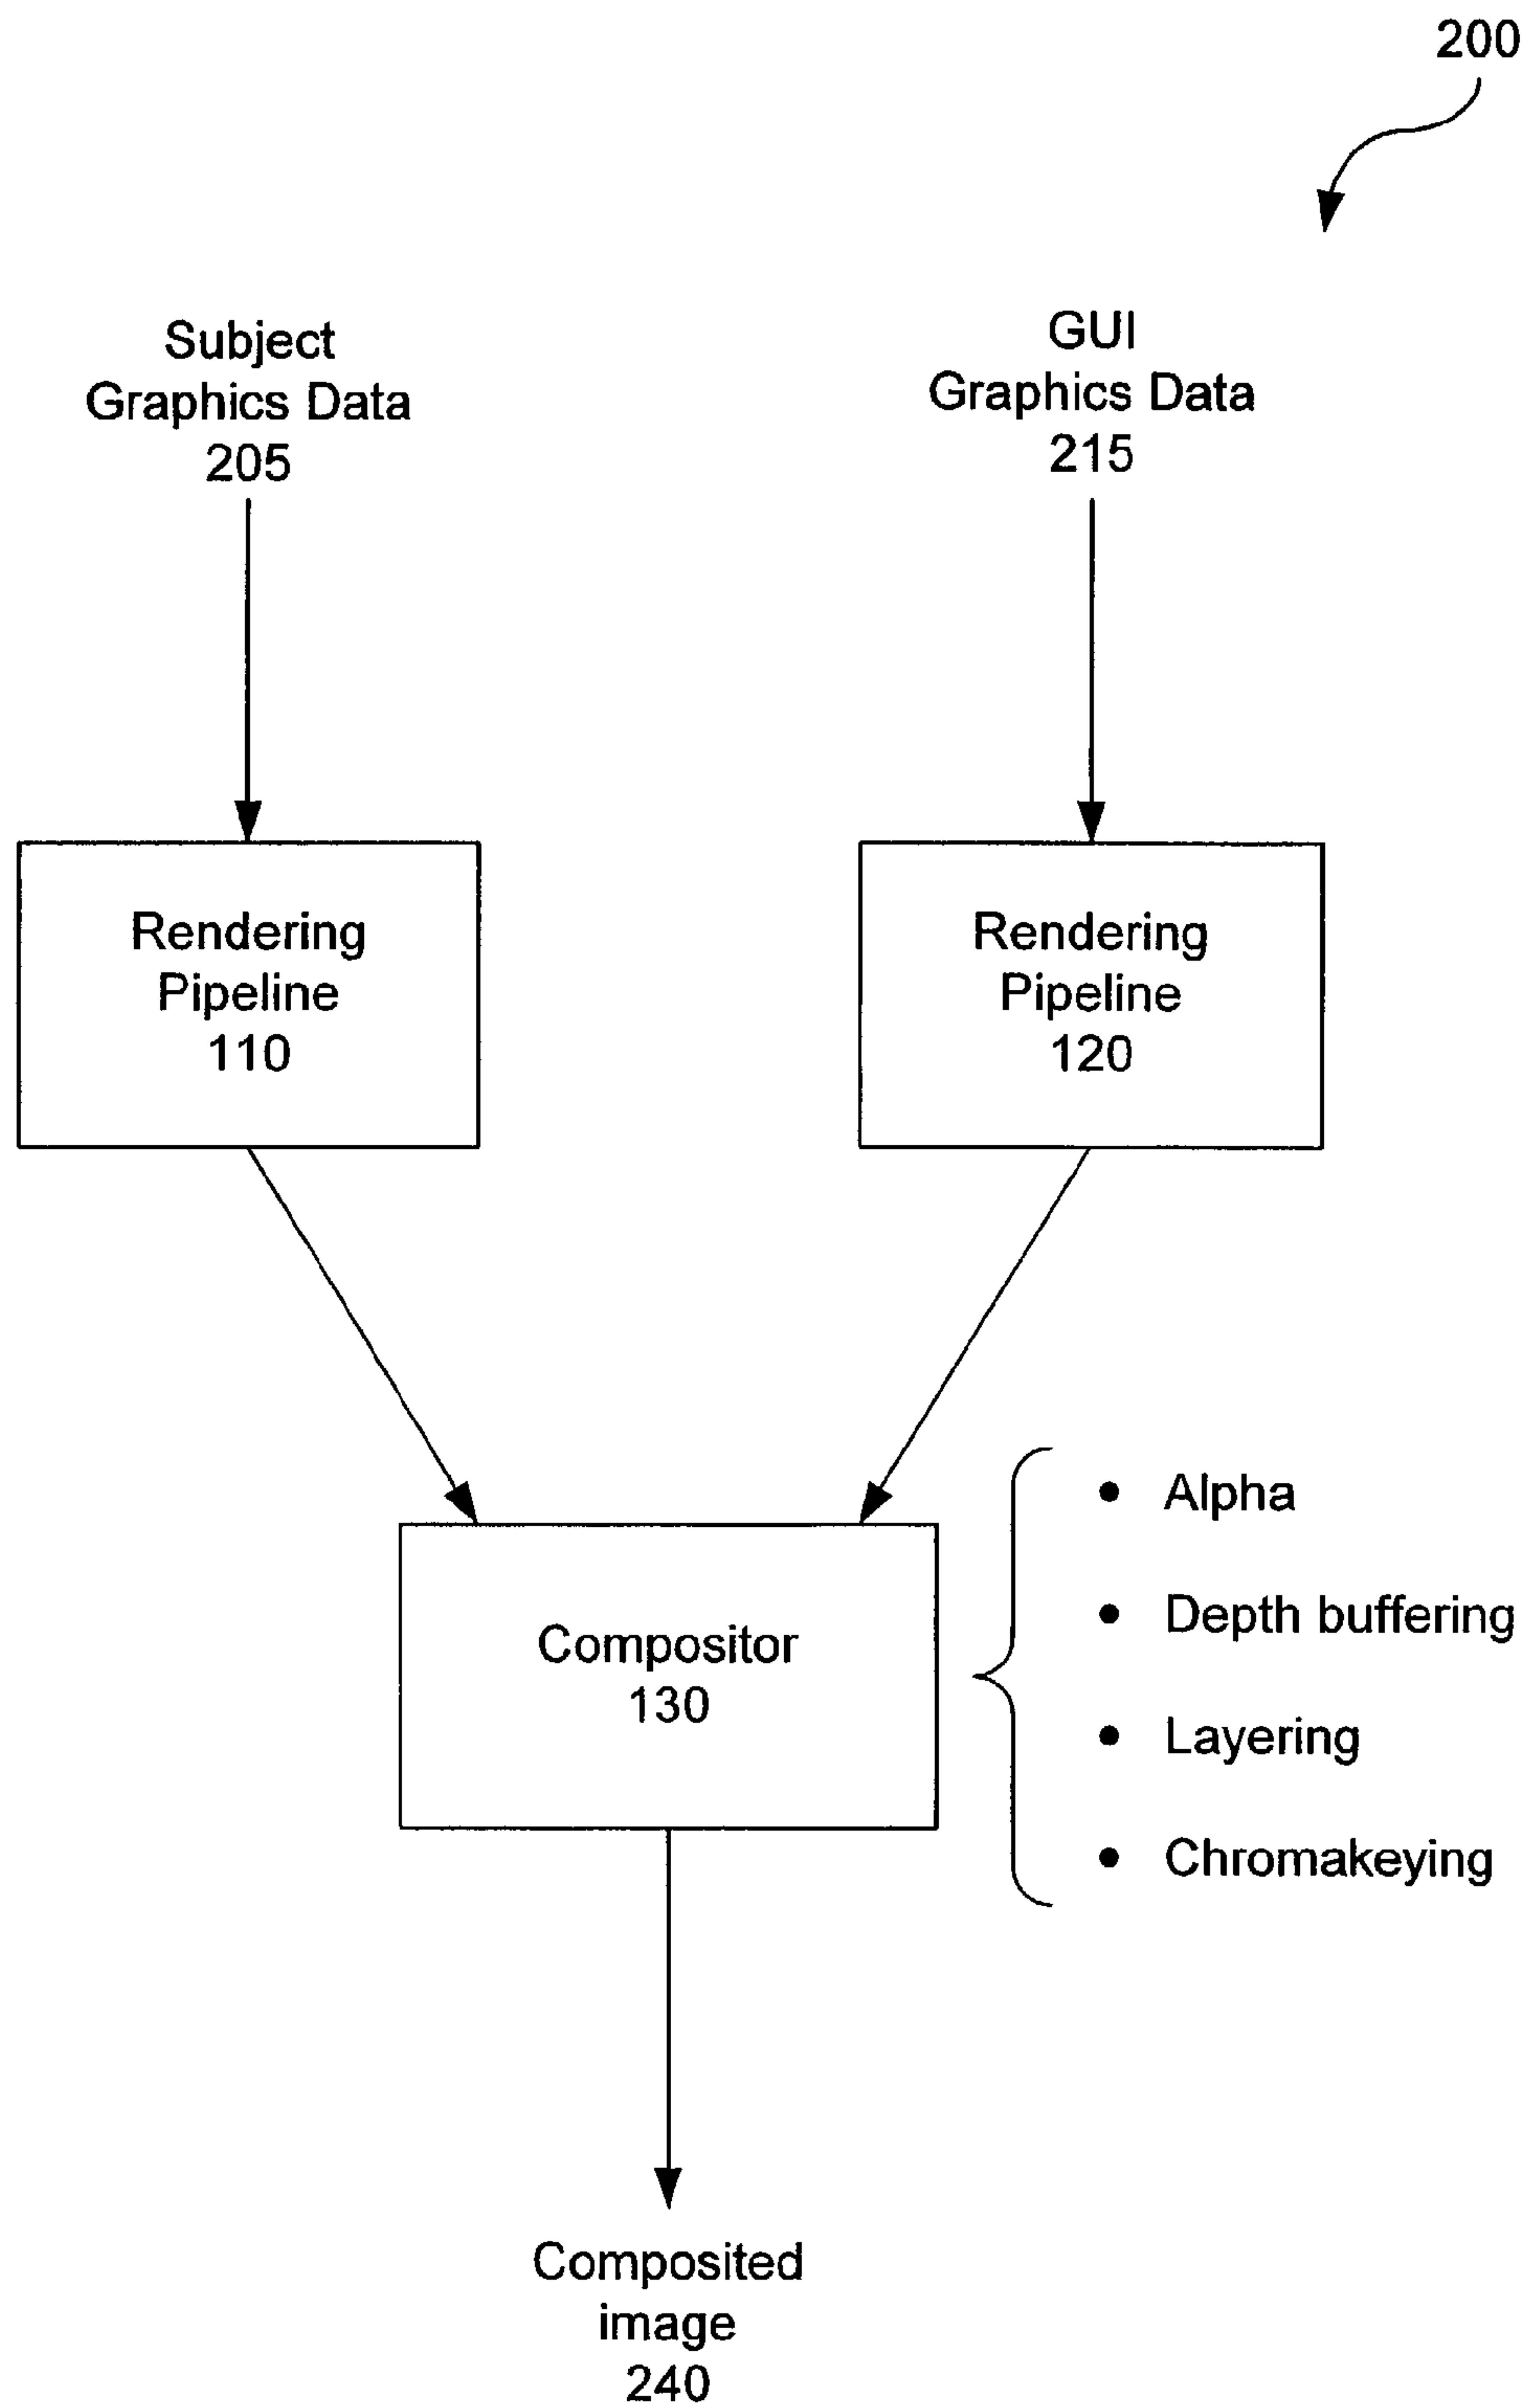 200
Subject
Graphics Data
205
GUI
Graphics Data
215
Rendering
Pipeline
110
Rendering
Pipeline
120
Compositor
130
• Alpha
• Depth buffering
• Layering
• Chromakeying
Composited
image
240